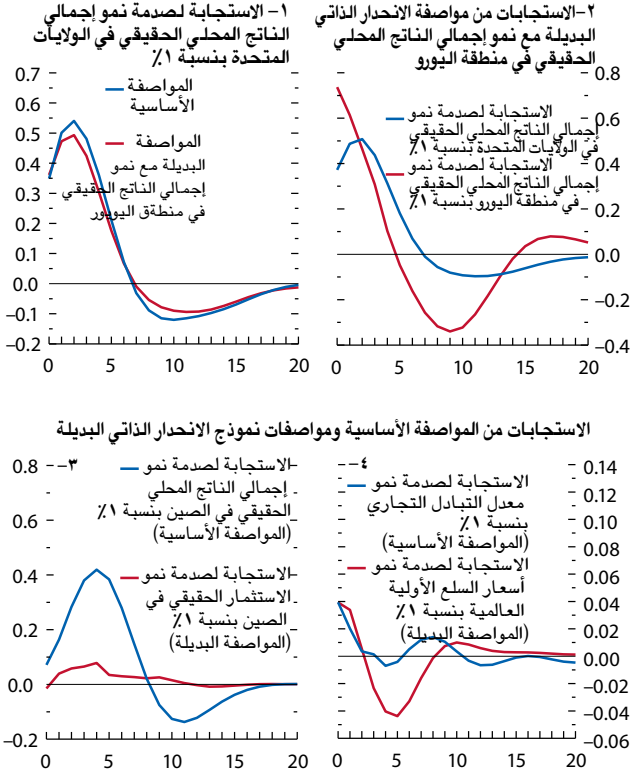 ١- الاستجابة لصدمة نمو إجمالي
الناتج المحلي الحقيقي في الولايات
المتحدة بنسبة ١٪
0.7
0.6
0.5
0.4
0.3
0.2
0.1
0.0
–0.1
–0.2
المواصفة
الأساسية
المواصفة
البديلة مع نمو
إجمالي الناتج الحقيقي
في منطقة اليوور
0 5 10 15 20
٢-الاستجابات من مواصفة الانحدار الذاتي
البديلة مع نمو إجمالي الناتج المحلي
الحقيقي في منطقة اليورو
0.8
0.6
0.4
0.2
0.0
–0.2
–0.4
الاستجابة لصدمة نمو
إجمالي الناتج المحلي الحقيقي
في الولايات المتحدة بنسبة ١٪
الاستجابة لصدمة نمو
إجمالي الناتج المحلي الحقيقي
في منطقة اليورو بنسبة ١٪
0 5 10 15 20
الاستجابات من المواصفة الأساسية ومواصفات نموذج الانحدار الذاتي البديلة
٣-
0.8
0.6
0.4
0.2
0.0
–0.2
الاستجابة لصدمة نمو
إجمالي الناتج المحلي
الحقيقي في الصين بنسبة ١٪
(المواصفة الأساسية)
الاستجابة لصدمة نمو
الاستثمار الحقيقي في
الصين بنسبة ١٪
(المواصفة البديلة)
0 5 10 15 20
٤-
0.14
0.12
0.10
0.08
0.06
0.04
0.02
0.00
–0.02
–0.04
–0.06
الاستجابة لصدمة نمو
معدل التبادل التجاري
بنسبة ١٪
(المواصفة الأساسية)
الاستجابة لصدمة نمو
أسعار السلع الأولية
العالمية بنسبة ١٪
(المواصفة البديلة)
0 5 10 15 20